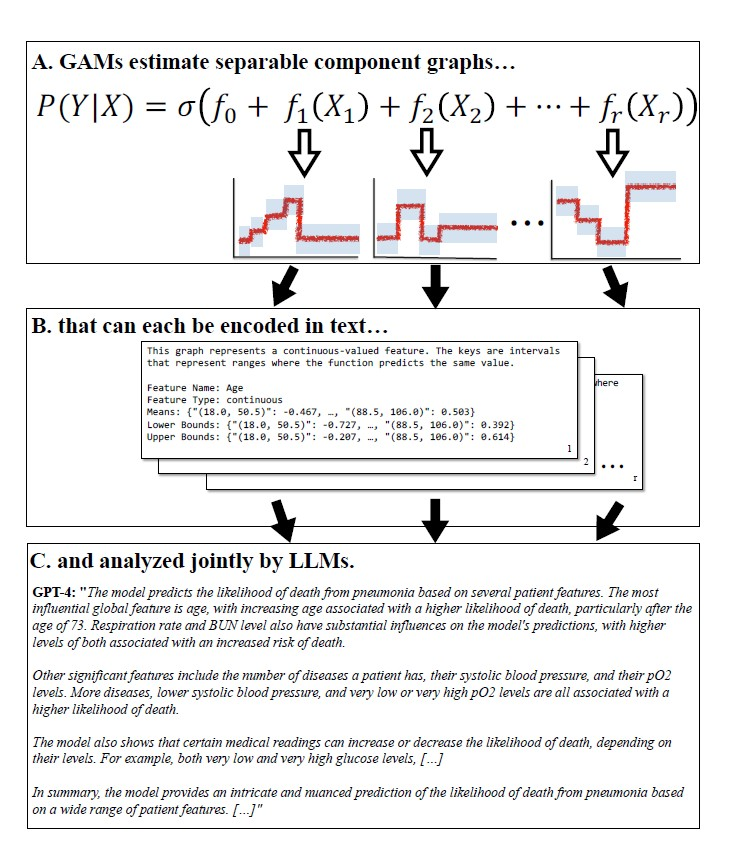 A. GAMs estimate separable component graphs…
P(Y|X) = σ(f₀ + f₁(X₁) + f₂(X₂) + ⋯ + fᵣ(Xᵣ))
…
B. that can each be encoded in text…
This graph represents a continuous-valued feature. The keys are intervals
that represent ranges where the function predicts the same value.
Feature Name: Age
Feature Type: continuous
Means: {"(18.0, 50.5)": -0.467, …, "(88.5, 106.0)": 0.503}
Lower Bounds: {"(18.0, 50.5)": -0.727, …, "(88.5, 106.0)": 0.392}
Upper Bounds: {"(18.0, 50.5)": -0.207, …, "(88.5, 106.0)": 0.614}
1
2
here
…
r
C. and analyzed jointly by LLMs.
GPT-4: "The model predicts the likelihood of death from pneumonia based on several patient features. The most
influential global feature is age, with increasing age associated with a higher likelihood of death, particularly after the
age of 73. Respiration rate and BUN level also have substantial influences on the model's predictions, with higher
levels of both associated with an increased risk of death.
Other significant features include the number of diseases a patient has, their systolic blood pressure, and their pO2
levels. More diseases, lower systolic blood pressure, and very low or very high pO2 levels are all associated with a
higher likelihood of death.
The model also shows that certain medical readings can increase or decrease the likelihood of death, depending on
their levels. For example, both very low and very high glucose levels, […]
In summary, the model provides an intricate and nuanced prediction of the likelihood of death from pneumonia based
on a wide range of patient features. […]"